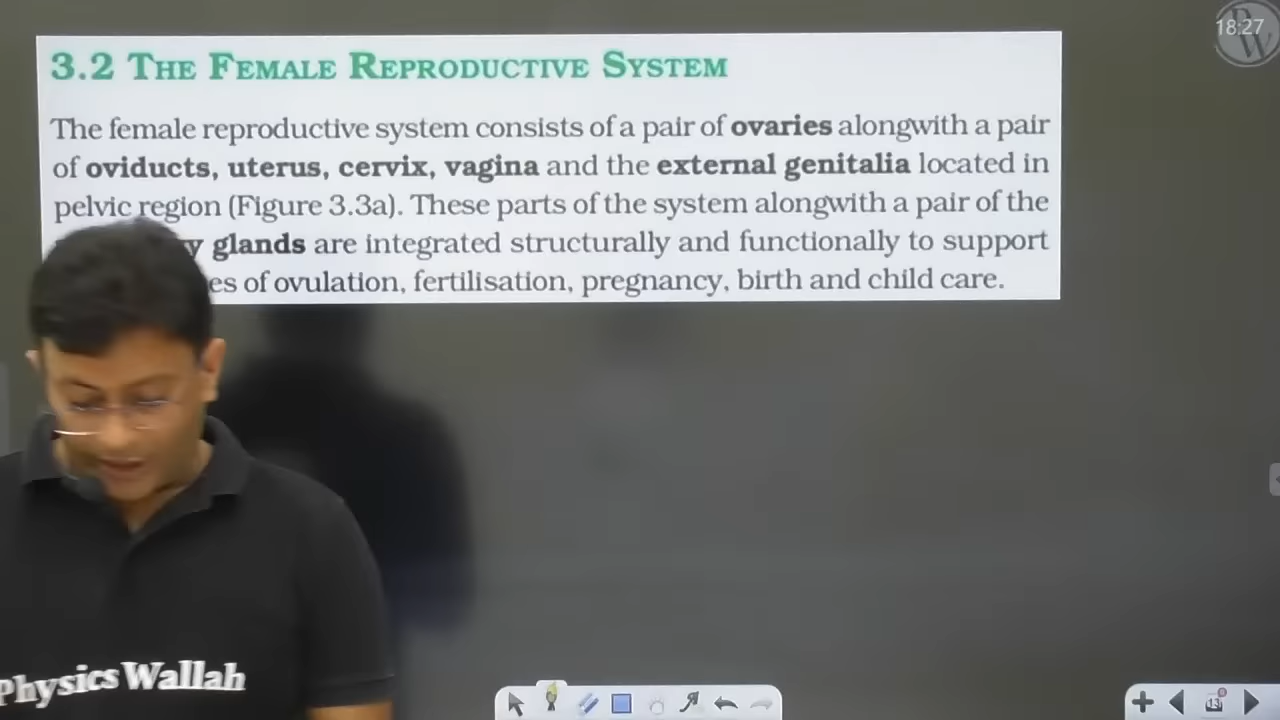 18:27
PW
3.2 THE FEMALE REPRODUCTIVE SYSTEM
The female reproductive system consists of a pair of ovaries alongwith a pair
of oviducts, uterus, cervix, vagina and the external genitalia located in
pelvic region (Figure 3.3a). These parts of the system alongwith a pair of the
y glands are integrated structurally and functionally to support
es of ovulation, fertilisation, pregnancy, birth and child care.
Physics Wallah
13